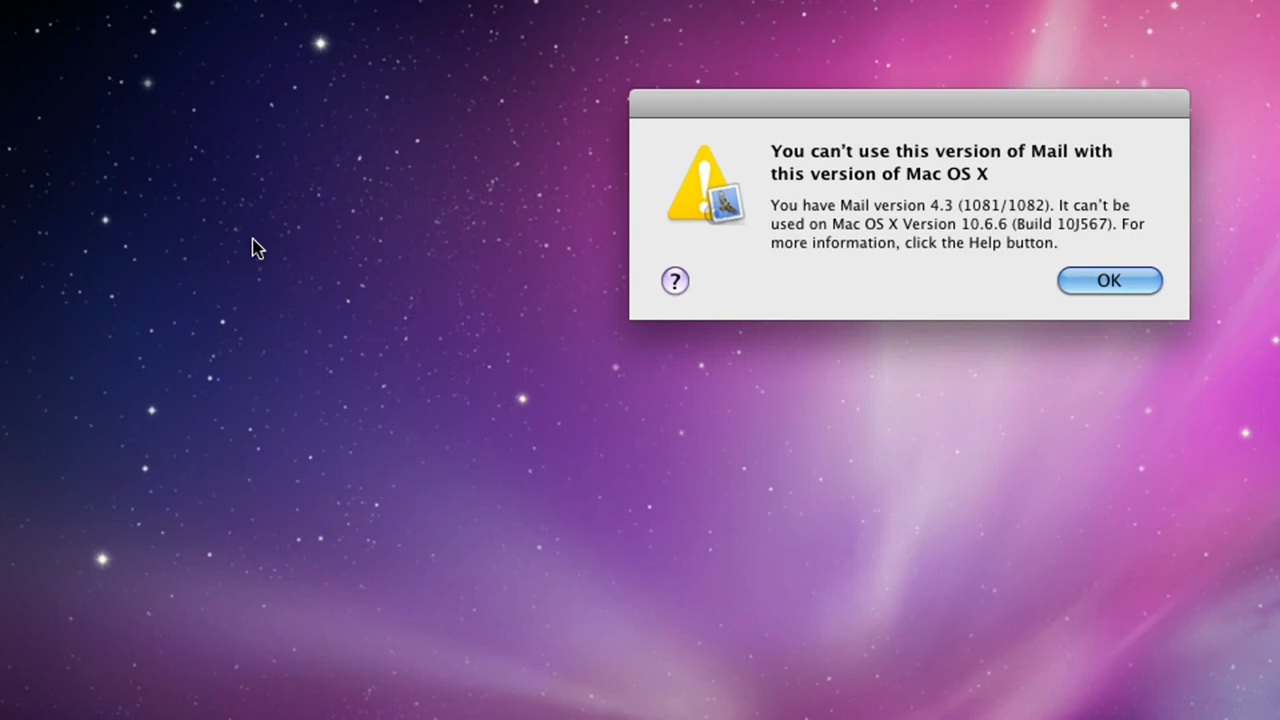 You can't use this version of Mail with
this version of Mac OS X
You have Mail version 4.3 (1081/1082). It can't be
used on Mac OS X Version 10.6.6 (Build 10J567). For
more information, click the Help button.
?
OK